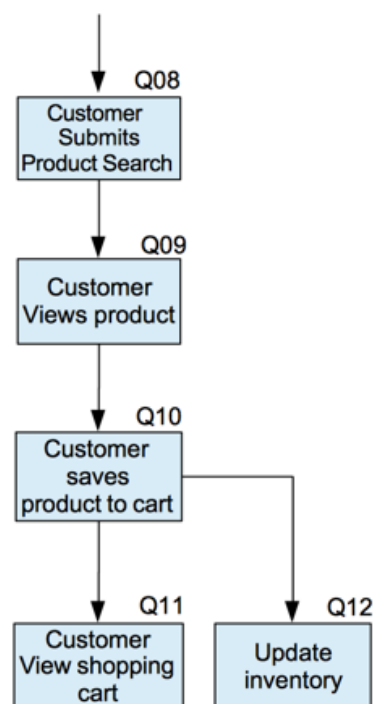 Q08
Customer
Submits
Product Search
Q09
Customer
Views product
Q10
Customer
saves
product to cart
Q11
Customer
View shopping
cart
Q12
Update
inventory